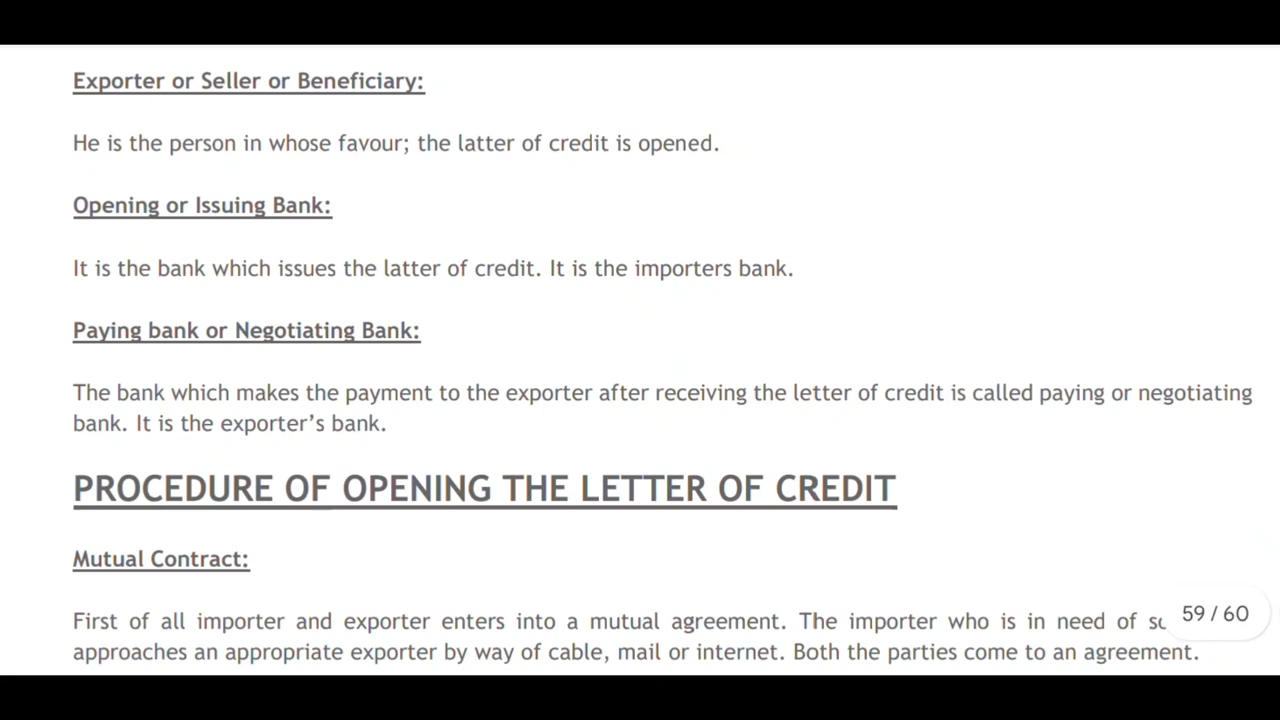 Exporter or Seller or Beneficiary:
He is the person in whose favour; the latter of credit is opened.
Opening or Issuing Bank:
It is the bank which issues the latter of credit. It is the importers bank.
Paying bank or Negotiating Bank:
The bank which makes the payment to the exporter after receiving the letter of credit is called paying or negotiating
bank. It is the exporter's bank.
PROCEDURE OF OPENING THE LETTER OF CREDIT
Mutual Contract:
First of all importer and exporter enters into a mutual agreement. The importer who is in need of
59 / 60
approaches an appropriate exporter by way of cable, mail or internet. Both the parties come to an agreement.